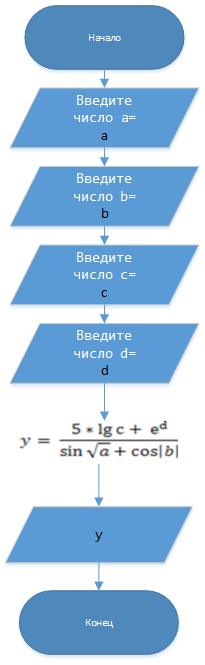 Начало
Введите
число a=
a
Введите
число b=
b
Введите
число c=
c
Введите
число d=
d
y = (5 * lg c + e^d) / (sin √a + cos|b|)
y
Конец